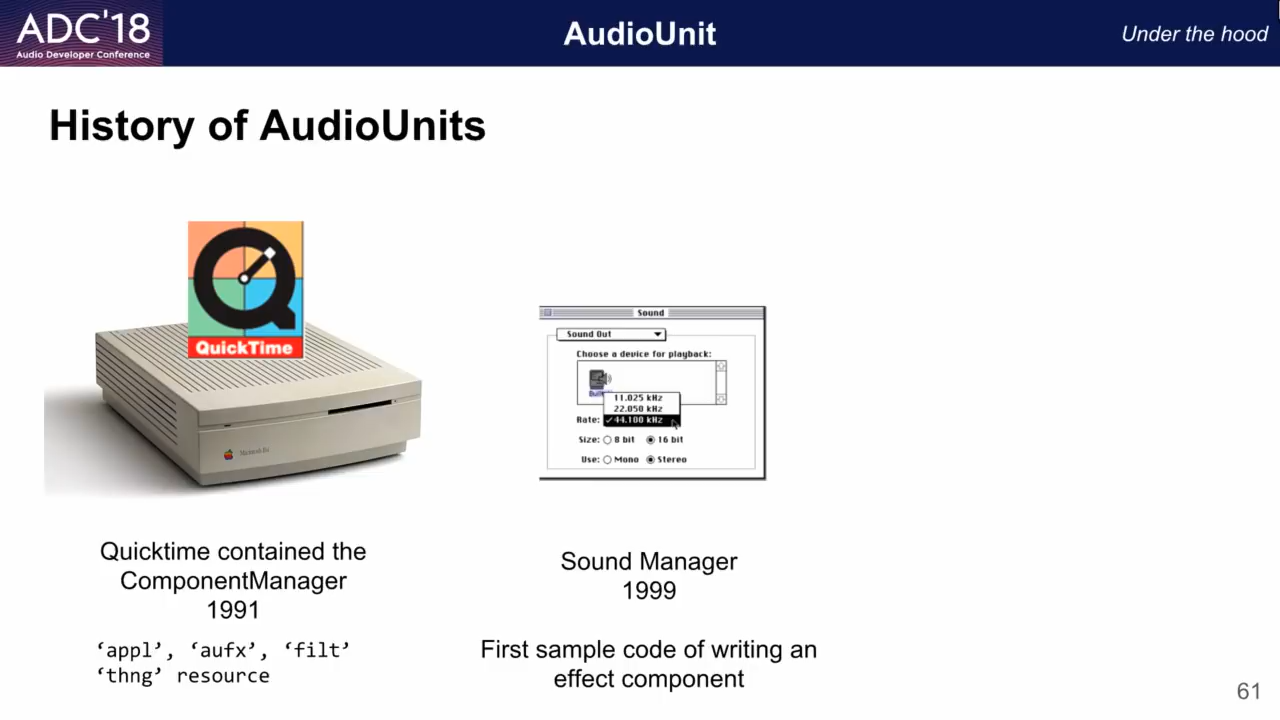 ADC'18
Audio Developer Conference
AudioUnit
Under the hood
History of AudioUnits
QuickTime
Sound
Sound Out
Choose a device for playback:
11.025 kHz
22.050 kHz
Rate: ✓44.100 kHz
Size: 8 bit 16 bit
Use: Mono Stereo
Quicktime contained the
ComponentManager
1991
‘appl’, ‘aufx’, ‘filt’
‘thng’ resource
Sound Manager
1999
First sample code of writing an
effect component
61